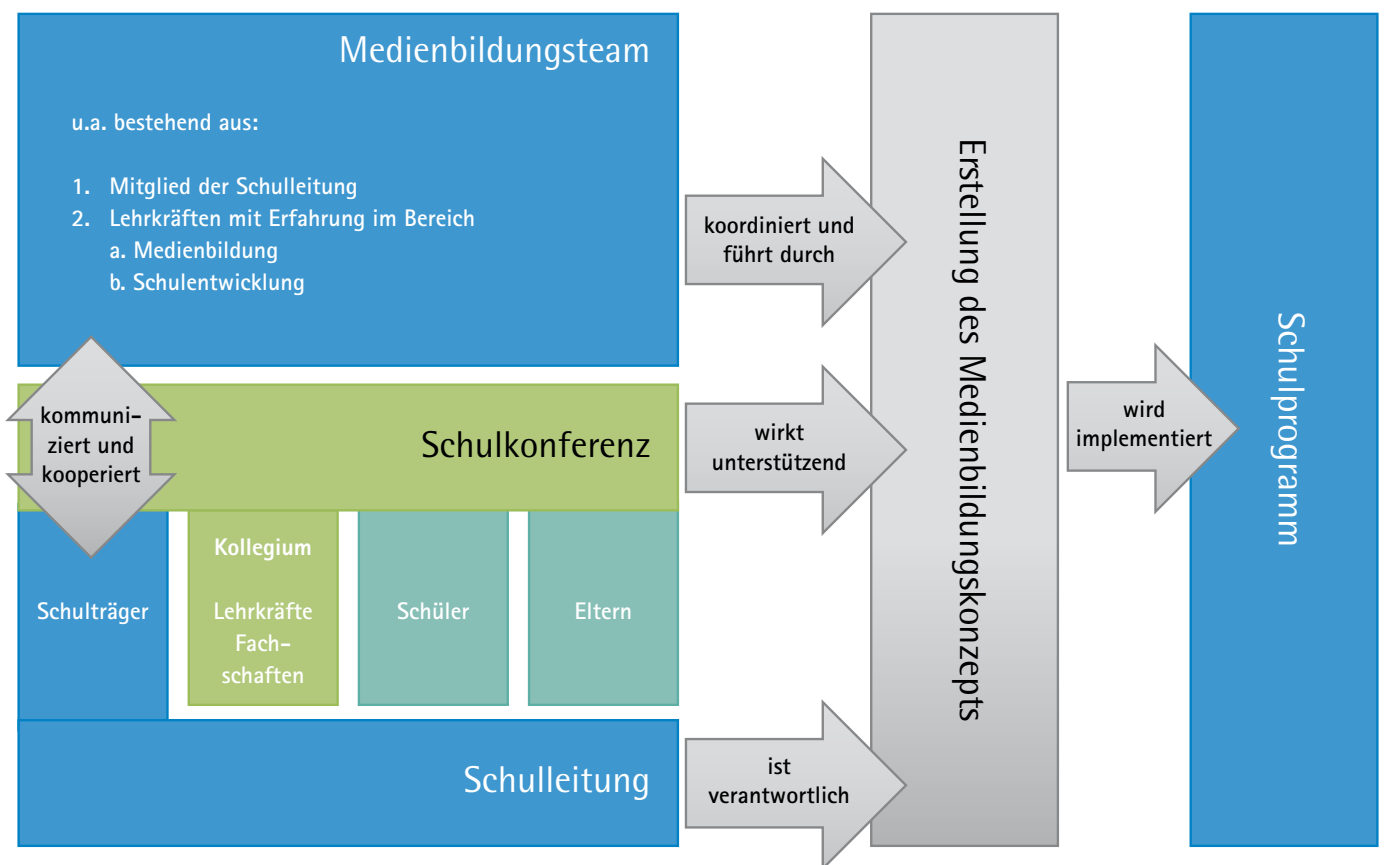 Medienbildungsteam
u.a. bestehend aus:
1. Mitglied der Schulleitung
2. Lehrkräften mit Erfahrung im Bereich
a. Medienbildung
b. Schulentwicklung
koordiniert und
führt durch
kommuni-
ziert und
kooperiert
Schulkonferenz
wirkt
unterstützend
Schulträger
Kollegium
Lehrkräfte
Fach-
schaften
Schüler
Eltern
Schulleitung
ist
verantwortlich
Erstellung des Medienbildungskonzepts
wird
implementiert
Schulprogramm